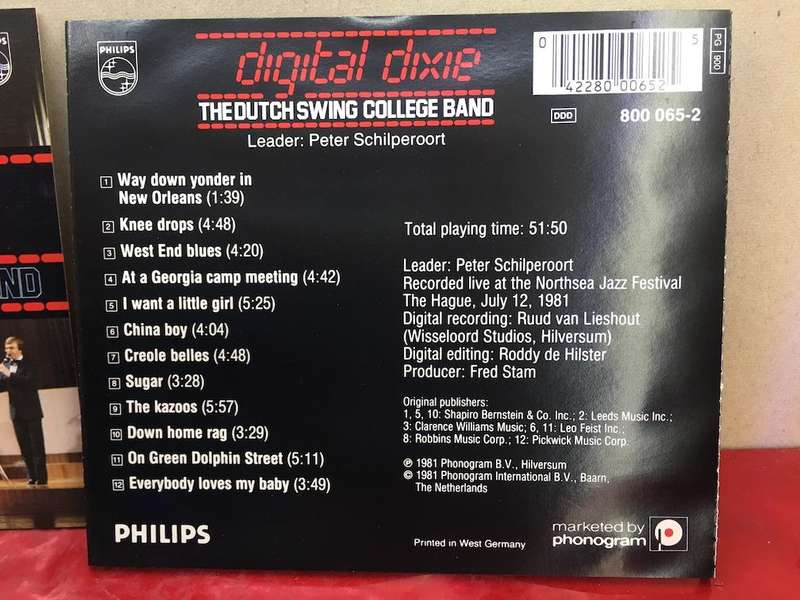 PHILIPS
digital dixie
THE DUTCH SWING COLLEGE BAND
Leader: Peter Schilperoort
0 42280 00652 5
PG 900
DDD 800 065-2
1 Way down yonder in
New Orleans (1:39)
2 Knee drops (4:48)
3 West End blues (4:20)
4 At a Georgia camp meeting (4:42)
5 I want a little girl (5:25)
6 China boy (4:04)
7 Creole belles (4:48)
8 Sugar (3:28)
9 The kazoos (5:57)
10 Down home rag (3:29)
11 On Green Dolphin Street (5:11)
12 Everybody loves my baby (3:49)
Total playing time: 51:50
Leader: Peter Schilperoort
Recorded live at the Northsea Jazz Festival
The Hague, July 12, 1981
Digital recording: Ruud van Lieshout
(Wisseloord Studios, Hilversum)
Digital editing: Roddy de Hilster
Producer: Fred Stam
Original publishers:
1, 5, 10: Shapiro Bernstein & Co. Inc.; 2: Leeds Music Inc.;
3: Clarence Williams Music; 6, 11: Leo Feist Inc.;
8: Robbins Music Corp.; 12: Pickwick Music Corp.
℗ 1981 Phonogram B.V., Hilversum
© 1981 Phonogram International B.V., Baarn,
The Netherlands
PHILIPS
Printed in West Germany
marketed by
phonogram
ND